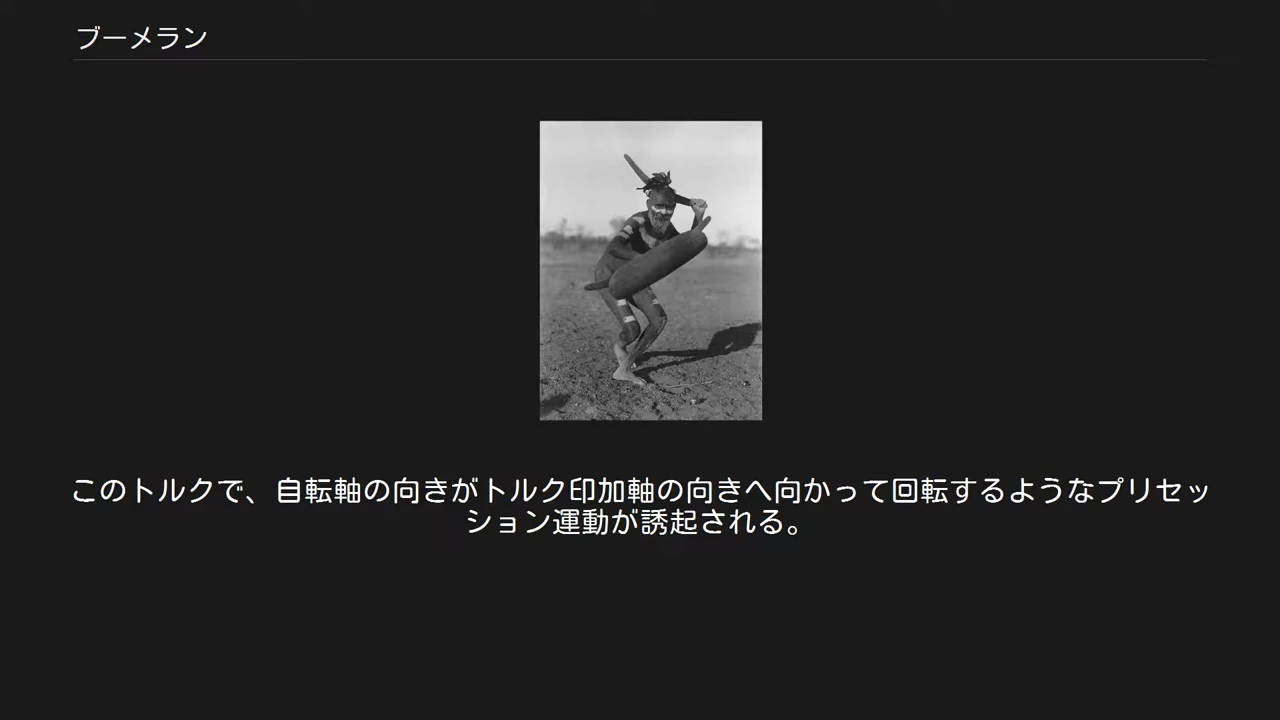 ブーメラン
このトルクで、自転軸の向きがトルク印加軸の向きへ向かって回転するようなプリセッ
ション運動が誘起される。